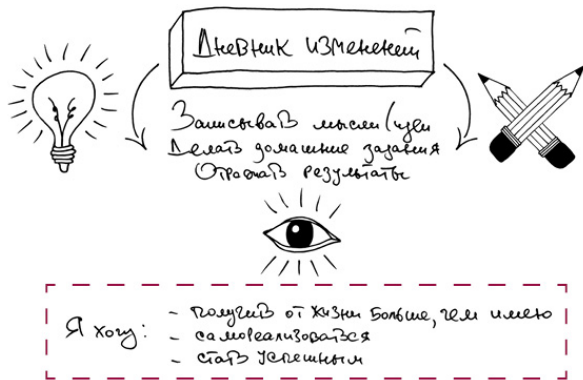 Дневник изменений
Записывать мысли/идеи
Делать домашние задания
Отражать результаты
Я хочу:
- получить от жизни больше, чем имею
- самореализоваться
- стать успешным